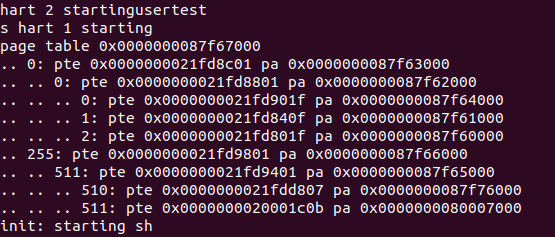 hart 2 startingusertest
s hart 1 starting
page table 0x0000000087f67000
.. 0: pte 0x0000000021fd8c01 pa 0x0000000087f63000
.. .. 0: pte 0x0000000021fd8801 pa 0x0000000087f62000
.. .. .. 0: pte 0x0000000021fd901f pa 0x0000000087f64000
.. .. .. 1: pte 0x0000000021fd840f pa 0x0000000087f61000
.. .. .. 2: pte 0x0000000021fd801f pa 0x0000000087f60000
.. 255: pte 0x0000000021fd9801 pa 0x0000000087f66000
.. .. 511: pte 0x0000000021fd9401 pa 0x0000000087f65000
.. .. .. 510: pte 0x0000000021fdd807 pa 0x0000000087f76000
.. .. .. 511: pte 0x0000000020001c0b pa 0x0000000080007000
init: starting sh